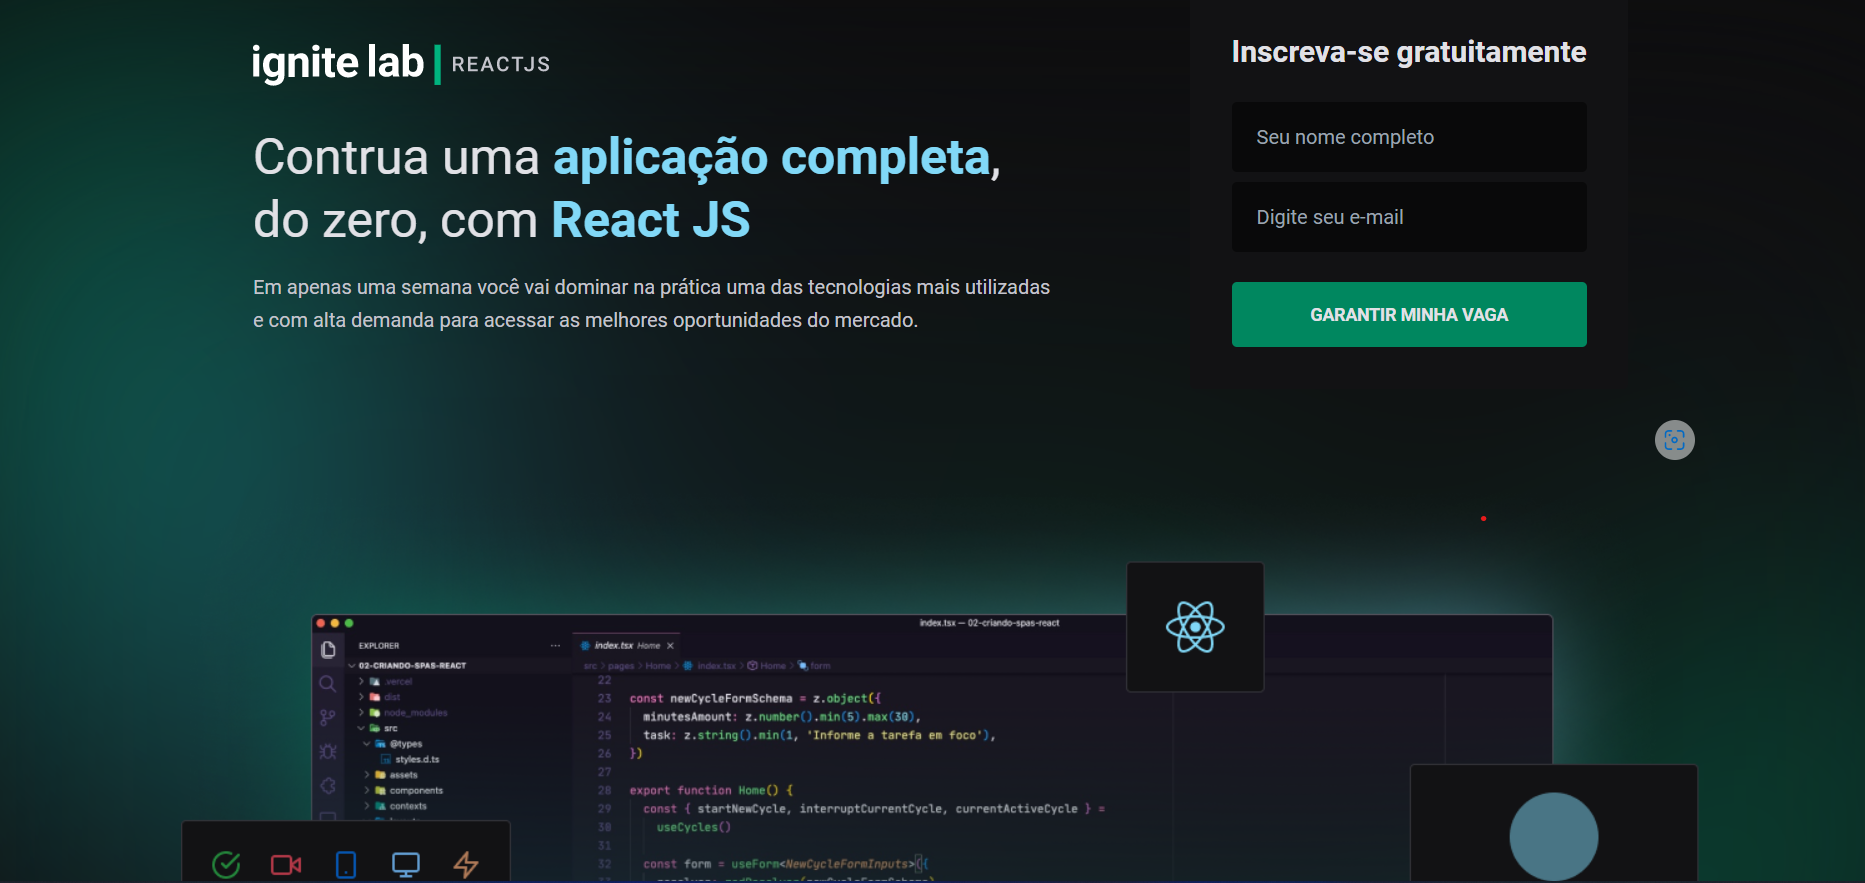 ignite lab | REACTJS
Contrua uma aplicação completa,
do zero, com React JS
Em apenas uma semana você vai dominar na prática uma das tecnologias mais utilizadas
e com alta demanda para acessar as melhores oportunidades do mercado.
Inscreva-se gratuitamente
Seu nome completo
Digite seu e-mail
GARANTIR MINHA VAGA
index.tsx — 02-criando-spas-react
EXPLORER ...
02-CRIANDO-SPAS-REACT
.vercel
dist
node_modules
src
@types
styles.d.ts
assets
components
contexts
index.tsx Home ×
src > pages > Home > index.tsx > Home > form
22
23 const newCycleFormSchema = z.object({
24 minutesAmount: z.number().min(5).max(30),
25 task: z.string().min(1, 'Informe a tarefa em foco'),
26 })
27
28 export function Home() {
29 const { startNewCycle, interruptCurrentCycle, currentActiveCycle } =
30 useCycles()
31
32 const form = useForm<NewCycleFormInputs>({